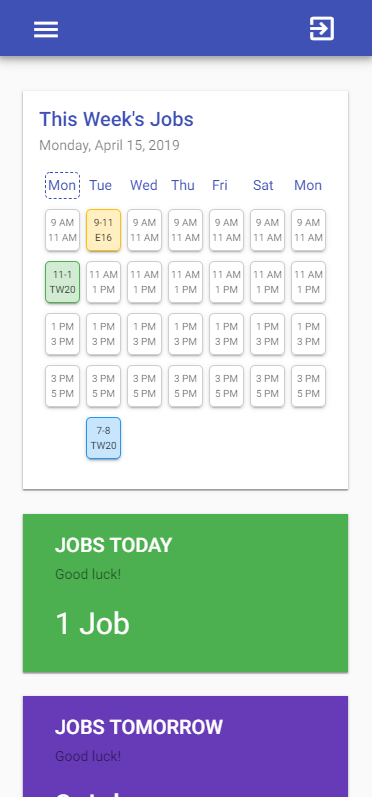 This Week's Jobs
Monday, April 15, 2019
Mon Tue Wed Thu Fri Sat Mon
9 AM 9-11 9 AM 9 AM 9 AM 9 AM 9 AM
11 AM E16 11 AM 11 AM 11 AM 11 AM 11 AM
11-1 11 AM 11 AM 11 AM 11 AM 11 AM 11 AM
TW20 1 PM 1 PM 1 PM 1 PM 1 PM 1 PM
1 PM 1 PM 1 PM 1 PM 1 PM 1 PM 1 PM
3 PM 3 PM 3 PM 3 PM 3 PM 3 PM 3 PM
3 PM 3 PM 3 PM 3 PM 3 PM 3 PM 3 PM
5 PM 5 PM 5 PM 5 PM 5 PM 5 PM 5 PM
7-8
TW20
JOBS TODAY
Good luck!
1 Job
JOBS TOMORROW
Good luck!